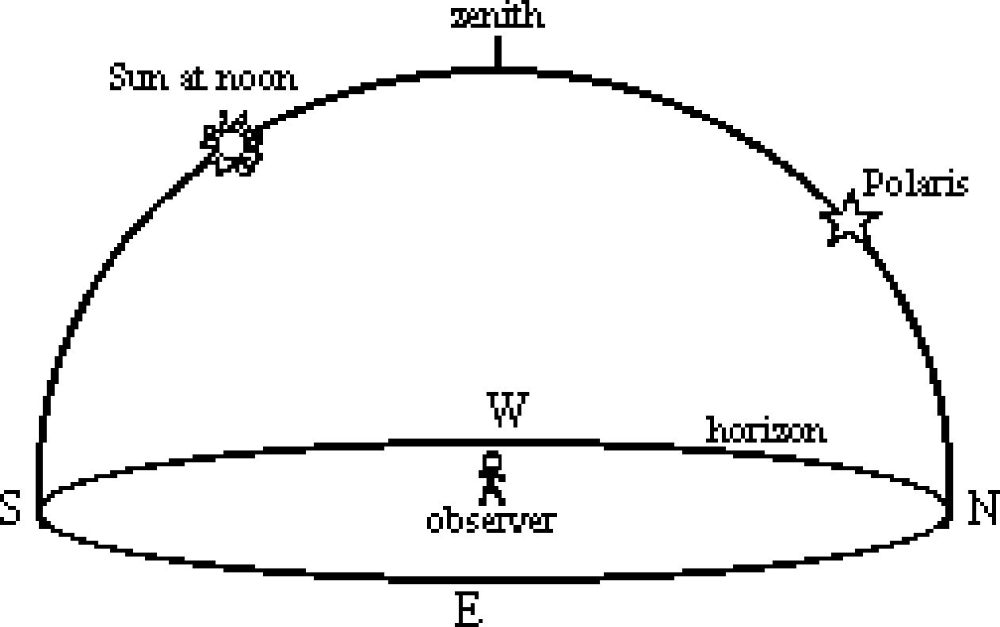 zenith
Sun at noon
Polaris
W
horizon
S
observer
N
E